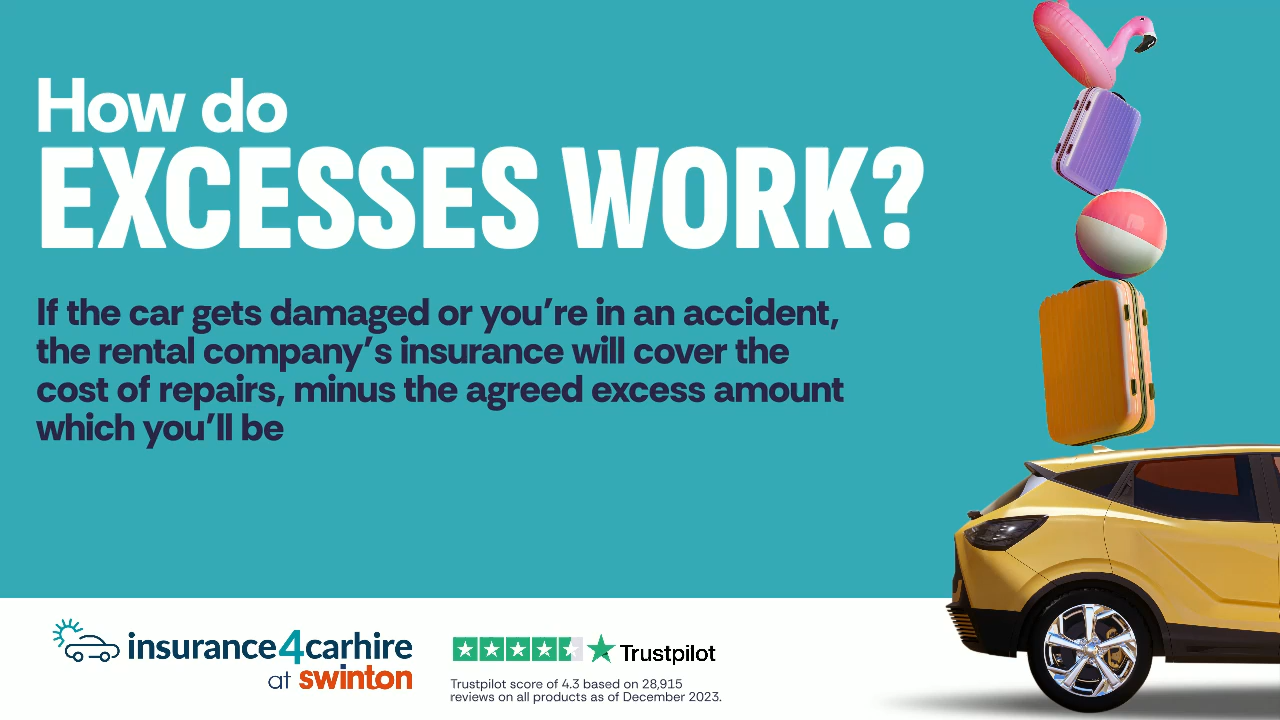 How do
EXCESSES WORK?
If the car gets damaged or you're in an accident,
the rental company's insurance will cover the
cost of repairs, minus the agreed excess amount
which you'll be
insurance4carhire
at swinton
Trustpilot
Trustpilot score of 4.3 based on 28,915
reviews on all products as of December 2023.